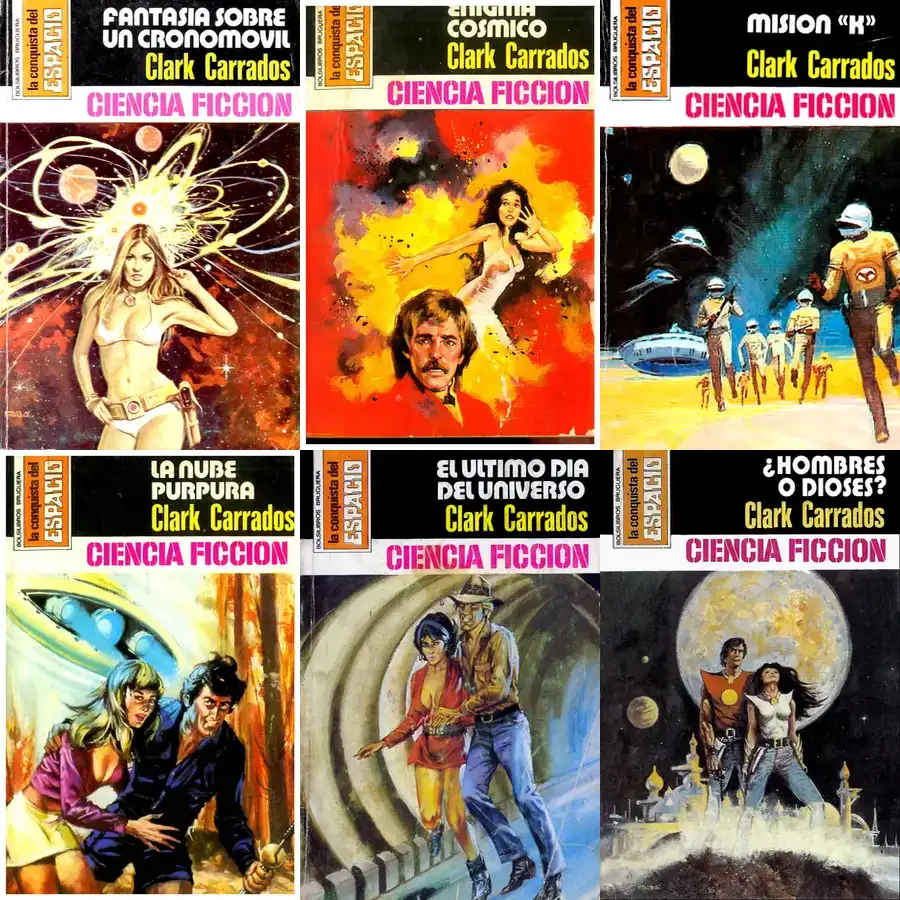 BOLSILIBROS BRUGUERA
la conquista del
ESPACIO
FANTASIA SOBRE
UN CRONOMOVIL
Clark Carrados
CIENCIA FICCION
BOLSILIBROS BRUGUERA
la conquista del
ESPACIO
ENIGMA
COSMICO
Clark Carrados
CIENCIA FICCION
BOLSILIBROS BRUGUERA
la conquista del
ESPACIO
MISION «K»
Clark Carrados
CIENCIA FICCION
BOLSILIBROS BRUGUERA
la conquista del
ESPACIO
LA NUBE
PURPURA
Clark Carrados
CIENCIA FICCION
BOLSILIBROS BRUGUERA
la conquista del
ESPACIO
EL ULTIMO DIA
DEL UNIVERSO
Clark Carrados
CIENCIA FICCION
BOLSILIBROS BRUGUERA
la conquista del
ESPACIO
¿HOMBRES
O DIOSES?
Clark Carrados
CIENCIA FICCION